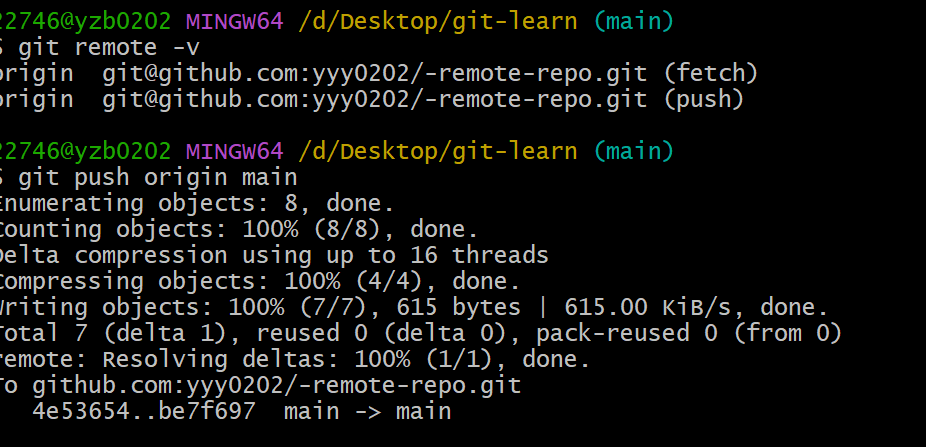 22746@yzb0202 MINGW64 /d/Desktop/git-learn (main)
$ git remote -v
origin  git@github.com:yyy0202/-remote-repo.git (fetch)
origin  git@github.com:yyy0202/-remote-repo.git (push)
22746@yzb0202 MINGW64 /d/Desktop/git-learn (main)
$ git push origin main
Enumerating objects: 8, done.
Counting objects: 100% (8/8), done.
Delta compression using up to 16 threads
Compressing objects: 100% (4/4), done.
Writing objects: 100% (7/7), 615 bytes | 615.00 KiB/s, done.
Total 7 (delta 1), reused 0 (delta 0), pack-reused 0 (from 0)
remote: Resolving deltas: 100% (1/1), done.
To github.com:yyy0202/-remote-repo.git
   4e53654..be7f697  main -> main